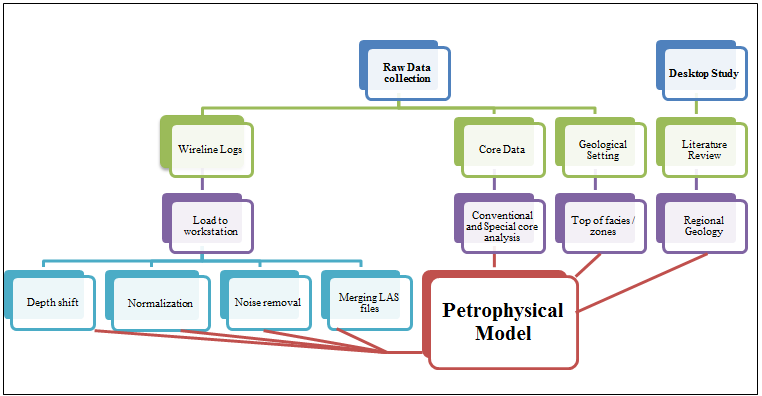 Raw Data
collection
Desktop Study
Wireline Logs
Core Data
Geological
Setting
Literature
Review
Load to
workstation
Conventional
and Special core
analysis
Top of facies /
zones
Regional
Geology
Depth shift
Normalization
Noise removal
Merging LAS
files
Petrophysical
Model